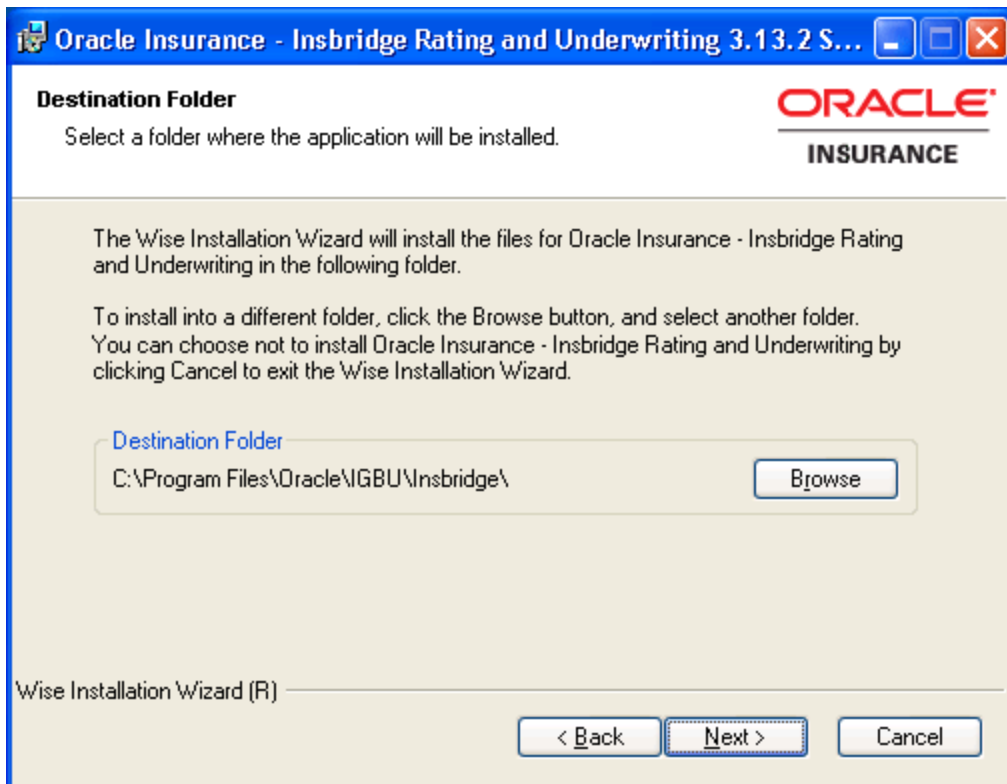 Oracle Insurance - Insbridge Rating and Underwriting 3.13.2 S...
Destination Folder
Select a folder where the application will be installed.
ORACLE
INSURANCE
The Wise Installation Wizard will install the files for Oracle Insurance - Insbridge Rating
and Underwriting in the following folder.
To install into a different folder, click the Browse button, and select another folder.
You can choose not to install Oracle Insurance - Insbridge Rating and Underwriting by
clicking Cancel to exit the Wise Installation Wizard.
Destination Folder
C:\Program Files\Oracle\IGBU\Insbridge\
Browse
Wise Installation Wizard (R)
< Back
Next >
Cancel